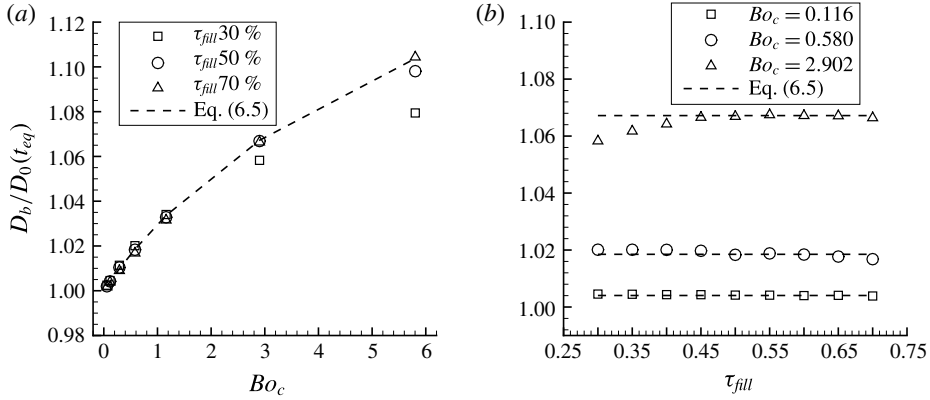 (a)
1.12
1.10
1.08
1.06
1.04
1.02
1.00
0.98
D_b/D_0(t_eq)
τ_fill 30 %
τ_fill 50 %
τ_fill 70 %
Eq. (6.5)
0 1 2 3 4 5 6
Bo_c
(b)
1.10
1.08
1.06
1.04
1.02
1.00
Bo_c = 0.116
Bo_c = 0.580
Bo_c = 2.902
Eq. (6.5)
0.25 0.35 0.45 0.55 0.65 0.75
τ_fill